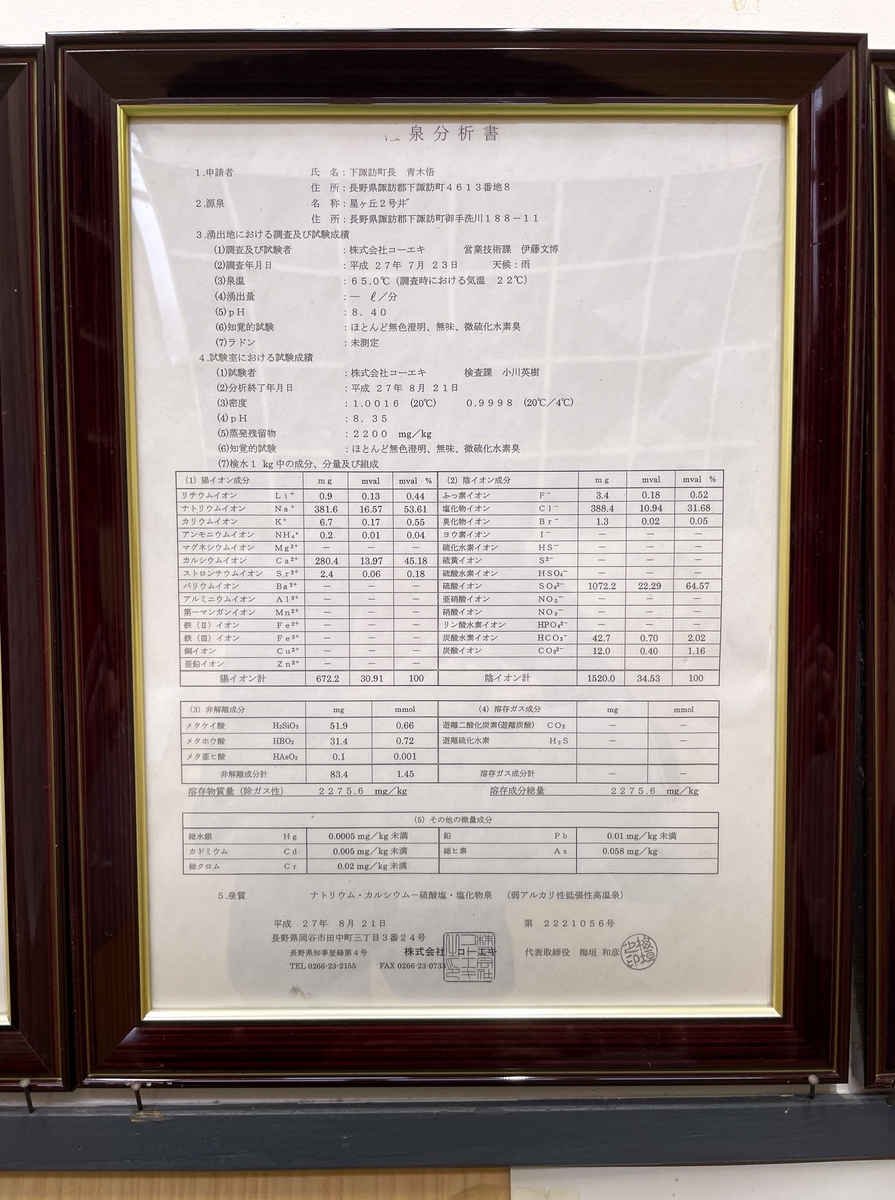 泉分析書
1.申請者 氏 名：下諏訪町長 青木悟
住 所：長野県諏訪郡下諏訪町４６１３番地８
2.源泉 名 称：星ヶ丘２号井
住 所：長野県諏訪郡下諏訪町御手洗川１８８－１１
3.湧出地における調査及び試験成績
(1)調査及び試験者 ：株式会社コーエキ 営業技術課 伊藤文博
(2)調査年月日 ：平成 ２７年 ７月 ２３日 天候：雨
(3)泉温 ：６５.０℃（調査時における気温 ２２℃）
(4)湧出量 ：― ℓ／分
(5)ｐH ：８．４０
(6)知覚的試験 ：ほとんど無色澄明、無味、微硫化水素臭
(7)ラドン ：未測定
4.試験室における試験成績
(1)試験者 ：株式会社コーエキ 検査課 小川英樹
(2)分析終了年月日 ：平成 ２７年 ８月 ２１日
(3)密度 ：１.００１６ (20℃) ０.９９９８ (20℃／4℃)
(4)ｐH ：８．３５
(5)蒸発残留物 ：２２００ mg／kg
(6)知覚的試験 ：ほとんど無色澄明、無味、微硫化水素臭
(7)検水１ kg 中の成分、分量及び組成
(1) 陽イオン成分 mg mval mval % (2) 陰イオン成分 mg mval mval %
リチウムイオン Li⁺ 0.9 0.13 0.44 ふっ素イオン F⁻ 3.4 0.18 0.52
ナトリウムイオン Na⁺ 381.6 16.57 53.61 塩化物イオン Cl⁻ 388.4 10.94 31.68
カリウムイオン K⁺ 6.7 0.17 0.55 臭化物イオン Br⁻ 1.3 0.02 0.05
アンモニウムイオン NH₄⁺ 0.2 0.01 0.04 ヨウ素イオン I⁻ － － －
マグネシウムイオン Mg²⁺ － － － 硫化水素イオン HS⁻ － － －
カルシウムイオン Ca²⁺ 280.4 13.97 45.18 硫黄イオン S²⁻ － － －
ストロンチウムイオン Sr²⁺ 2.4 0.06 0.18 硫酸水素イオン HSO₄⁻ － － －
バリウムイオン Ba²⁺ － － － 硫酸イオン SO₄²⁻ 1072.2 22.29 64.57
アルミニウムイオン Al³⁺ － － － 亜硝酸イオン NO₂⁻ － － －
第一マンガンイオン Mn²⁺ － － － 硝酸イオン NO₃⁻ － － －
鉄（Ⅱ）イオン Fe²⁺ － － － リン酸水素イオン HPO₄²⁻ － － －
鉄（Ⅲ）イオン Fe³⁺ － － － 炭酸水素イオン HCO₃⁻ 42.7 0.70 2.02
銅イオン Cu²⁺ － － － 炭酸イオン CO₃²⁻ 12.0 0.40 1.16
亜鉛イオン Zn²⁺ － － －
陽イオン計 672.2 30.91 100 陰イオン計 1520.0 34.53 100
(3) 非解離成分 mg mmol (4) 溶存ガス成分 mg mmol
メタケイ酸 H₂SiO₃ 51.9 0.66 遊離二酸化炭素(遊離炭酸) CO₂ － －
メタホウ酸 HBO₂ 31.4 0.72 遊離硫化水素 H₂S － －
メタ亜ヒ酸 HAsO₂ 0.1 0.001
非解離成分計 83.4 1.45 溶存ガス成分計 － －
溶存物質量（除ガス性） ２２７５.６ mg／kg 溶存成分総量 ２２７５.６ mg／kg
(5) その他の微量成分
総水銀 Hg 0.0005 mg／kg 未満 鉛 Pb 0.01 mg／kg 未満
カドミウム Cd 0.005 mg／kg 未満 総ヒ素 As 0.058 mg／kg
総クロム Cr 0.02 mg／kg 未満
5.泉質 ナトリウム・カルシウム－硫酸塩・塩化物泉 （弱アルカリ性低張性高温泉）
平成 ２７年 ８月 ２１日 第 ２２２１０５６号
長野県岡谷市田中町三丁目３番２４号
長野県知事登録第４号 株式会社 コーエキ 代表取締役 梅垣 和彦
TEL 0266-23-2155 FAX 0266-23-0733